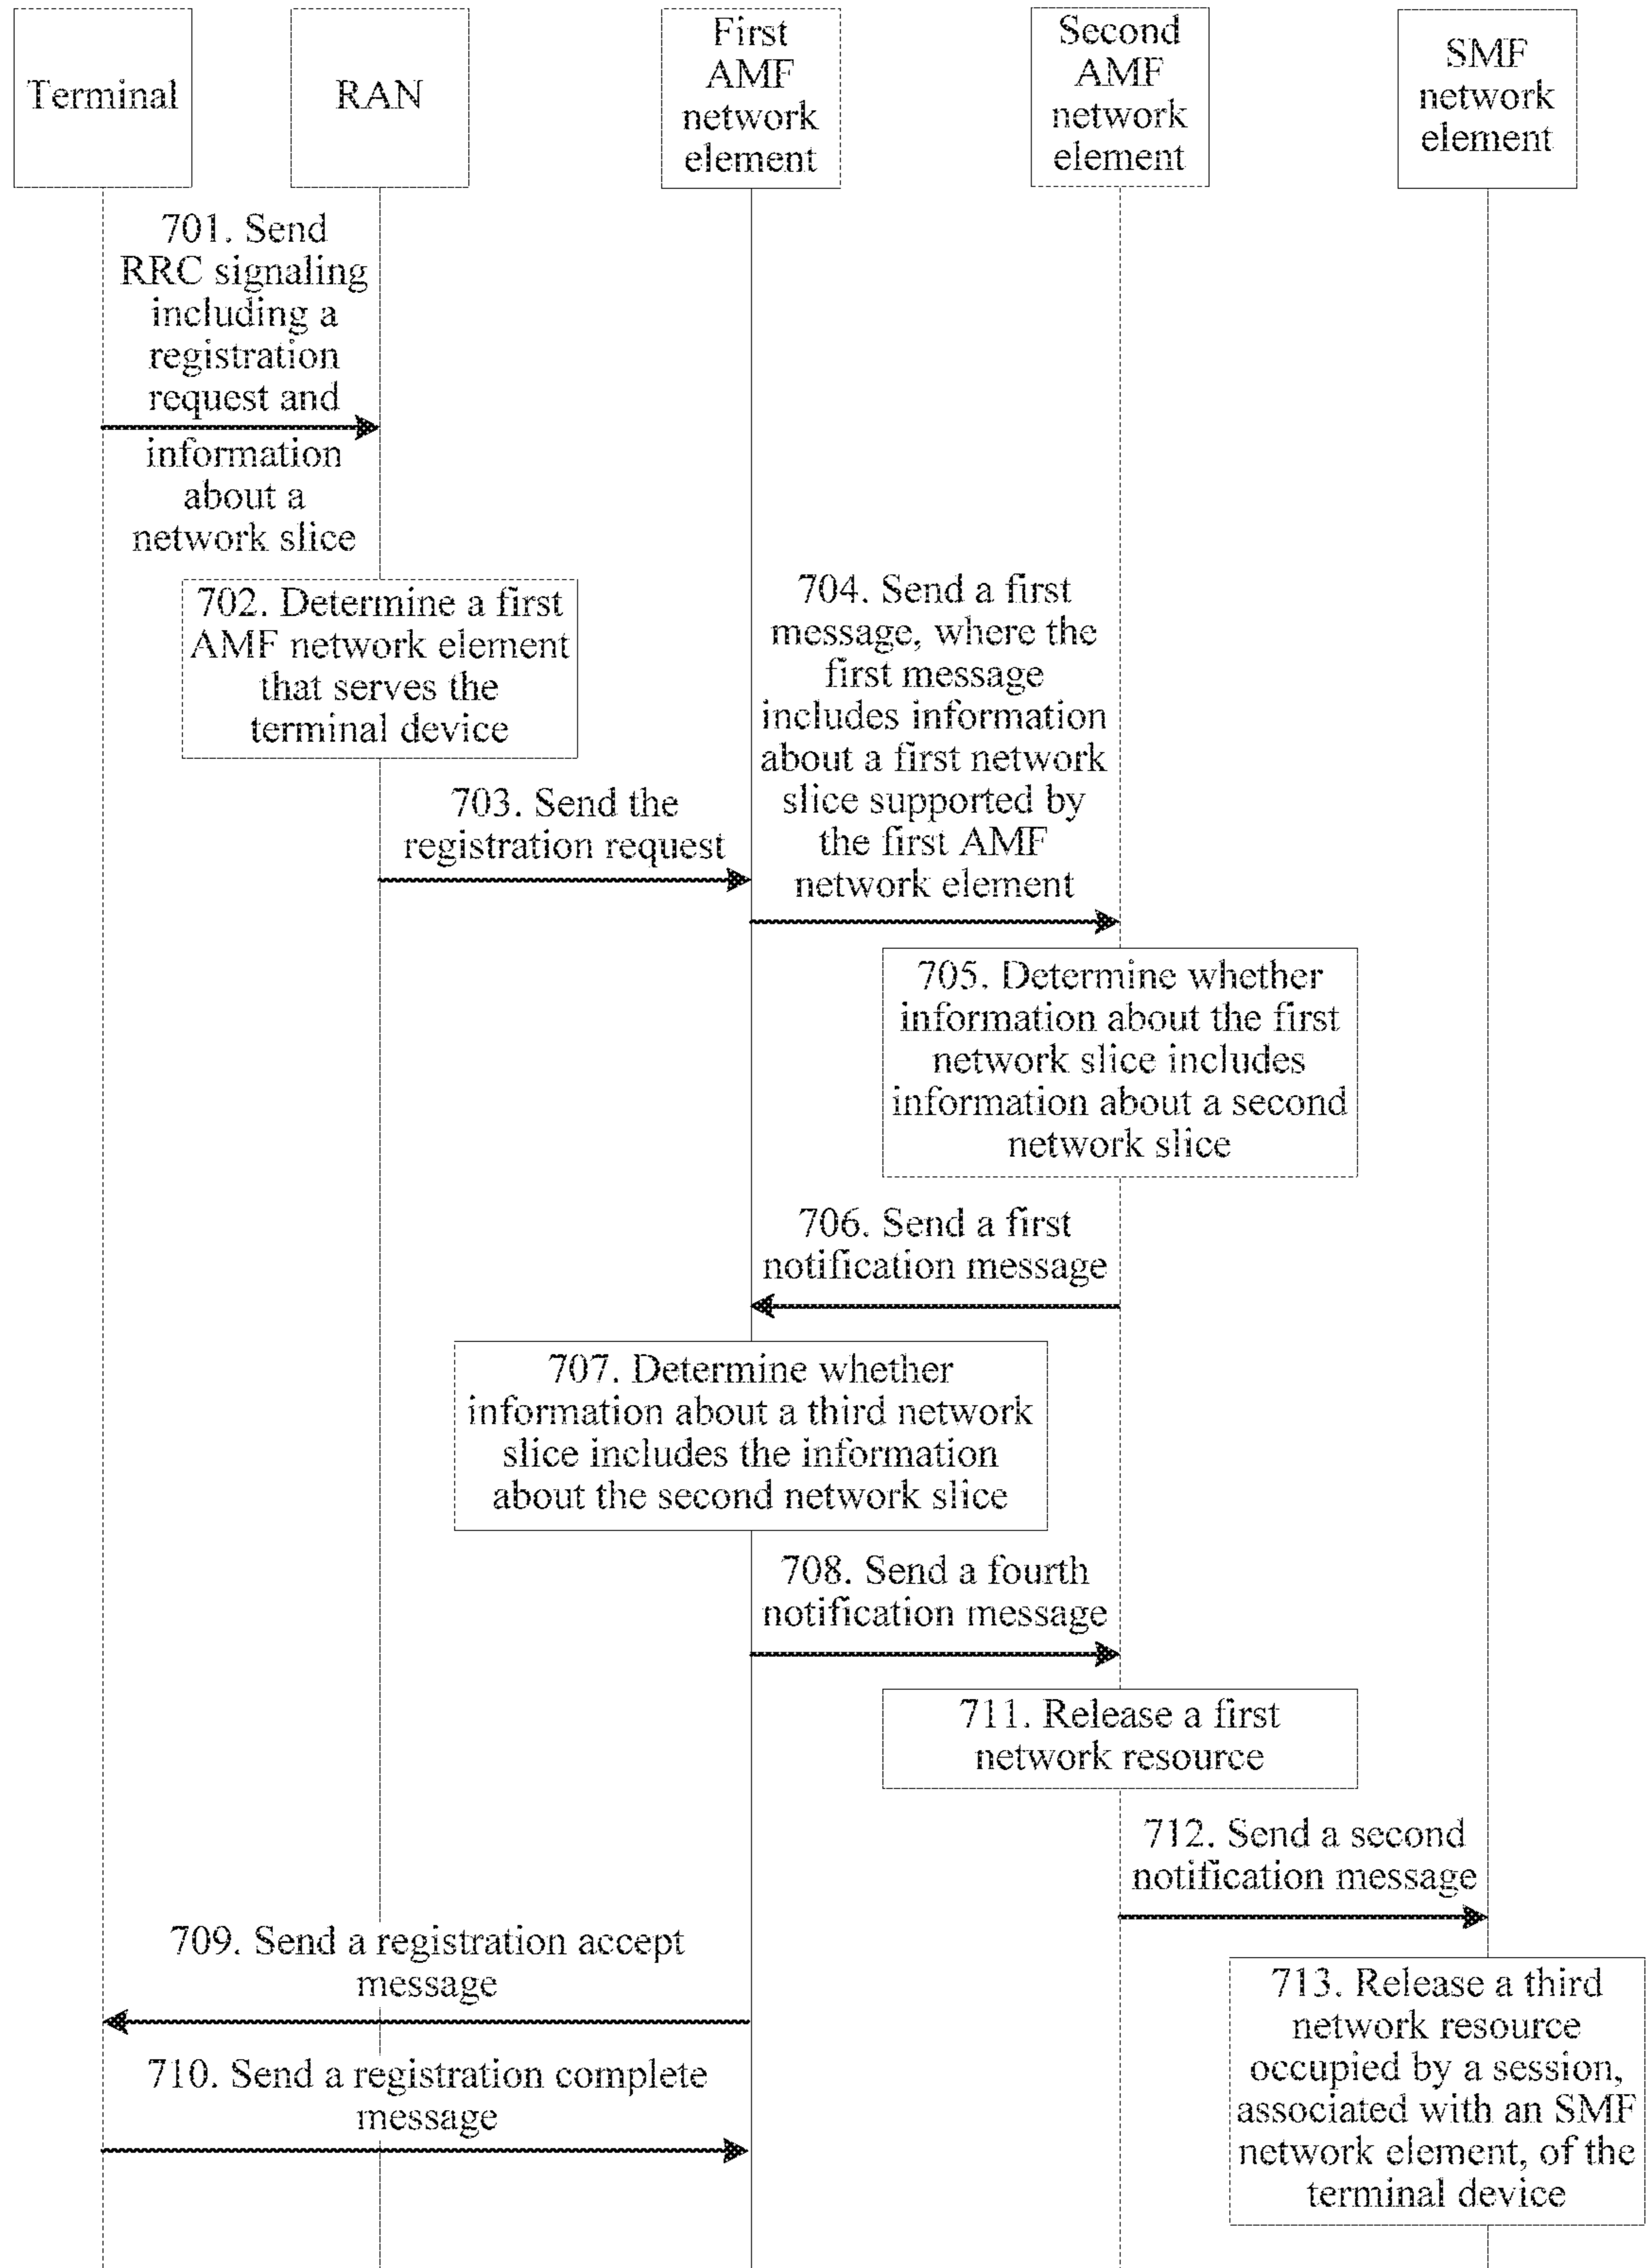 Terminal
RAN
First
AMF
network
element
Second
AMF
network
element
SMF
network
element
701. Send
RRC signaling
including a
registration
request and
information
about a
network slice
702. Determine a first
AMF network element
that serves the
terminal device
703. Send the
registration request
704. Send a first
message, where the
first message
includes information
about a first network
slice supported by
the first AMF
network element
705. Determine whether
information about the first
network slice includes
information about a second
network slice
706. Send a first
notification message
707. Determine whether
information about a third network
slice includes the information
about the second network slice
708. Send a fourth
notification message
711. Release a first
network resource
712. Send a second
notification message
709. Send a registration accept
message
710. Send a registration complete
message
713. Release a third
network resource
occupied by a session,
associated with an SMF
network element, of the
terminal device